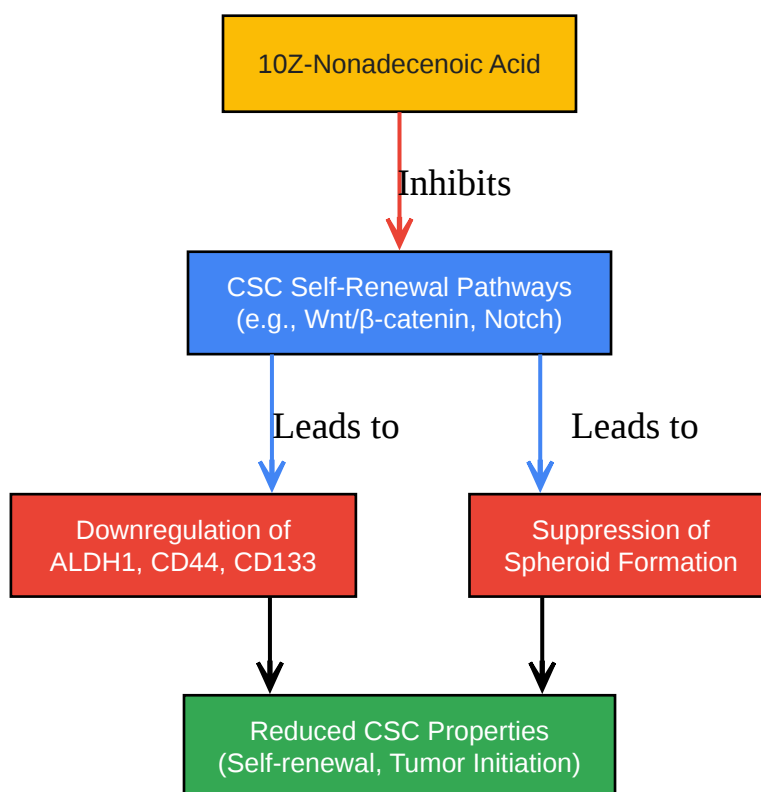 10Z-Nonadecenoic Acid
Inhibits
CSC Self-Renewal Pathways
(e.g., Wnt/β-catenin, Notch)
Leads to
Leads to
Downregulation of
ALDH1, CD44, CD133
Suppression of
Spheroid Formation
Reduced CSC Properties
(Self-renewal, Tumor Initiation)